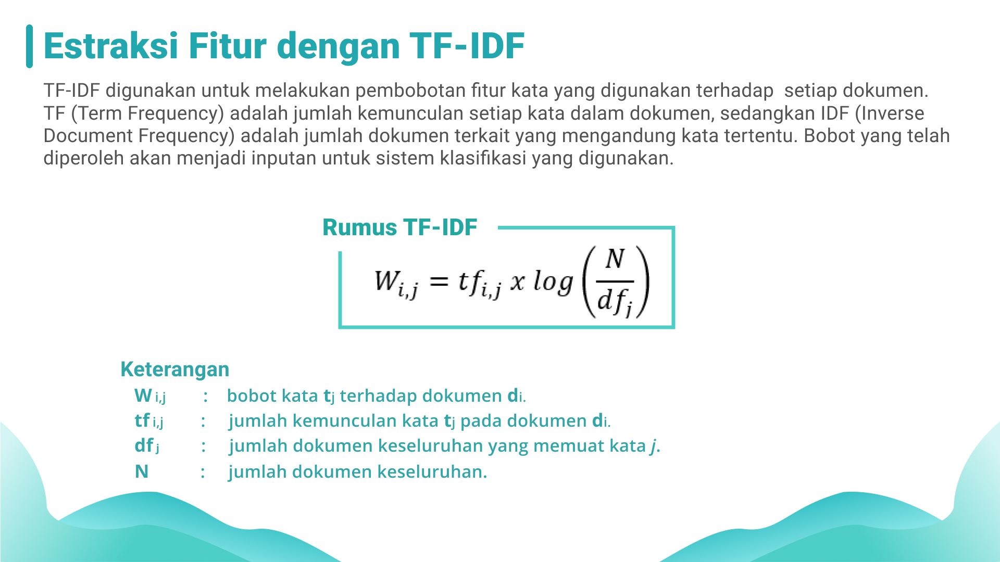 Estraksi Fitur dengan TF-IDF
TF-IDF digunakan untuk melakukan pembobotan fitur kata yang digunakan terhadap  setiap dokumen.
TF (Term Frequency) adalah jumlah kemunculan setiap kata dalam dokumen, sedangkan IDF (Inverse
Document Frequency) adalah jumlah dokumen terkait yang mengandung kata tertentu. Bobot yang telah
diperoleh akan menjadi inputan untuk sistem klasifikasi yang digunakan.
Rumus TF-IDF
W_{i,j} = tf_{i,j} x log (N / df_j)
Keterangan
W i,j : bobot kata tj terhadap dokumen di.
tf i,j : jumlah kemunculan kata tj pada dokumen di.
df j : jumlah dokumen keseluruhan yang memuat kata j.
N : jumlah dokumen keseluruhan.